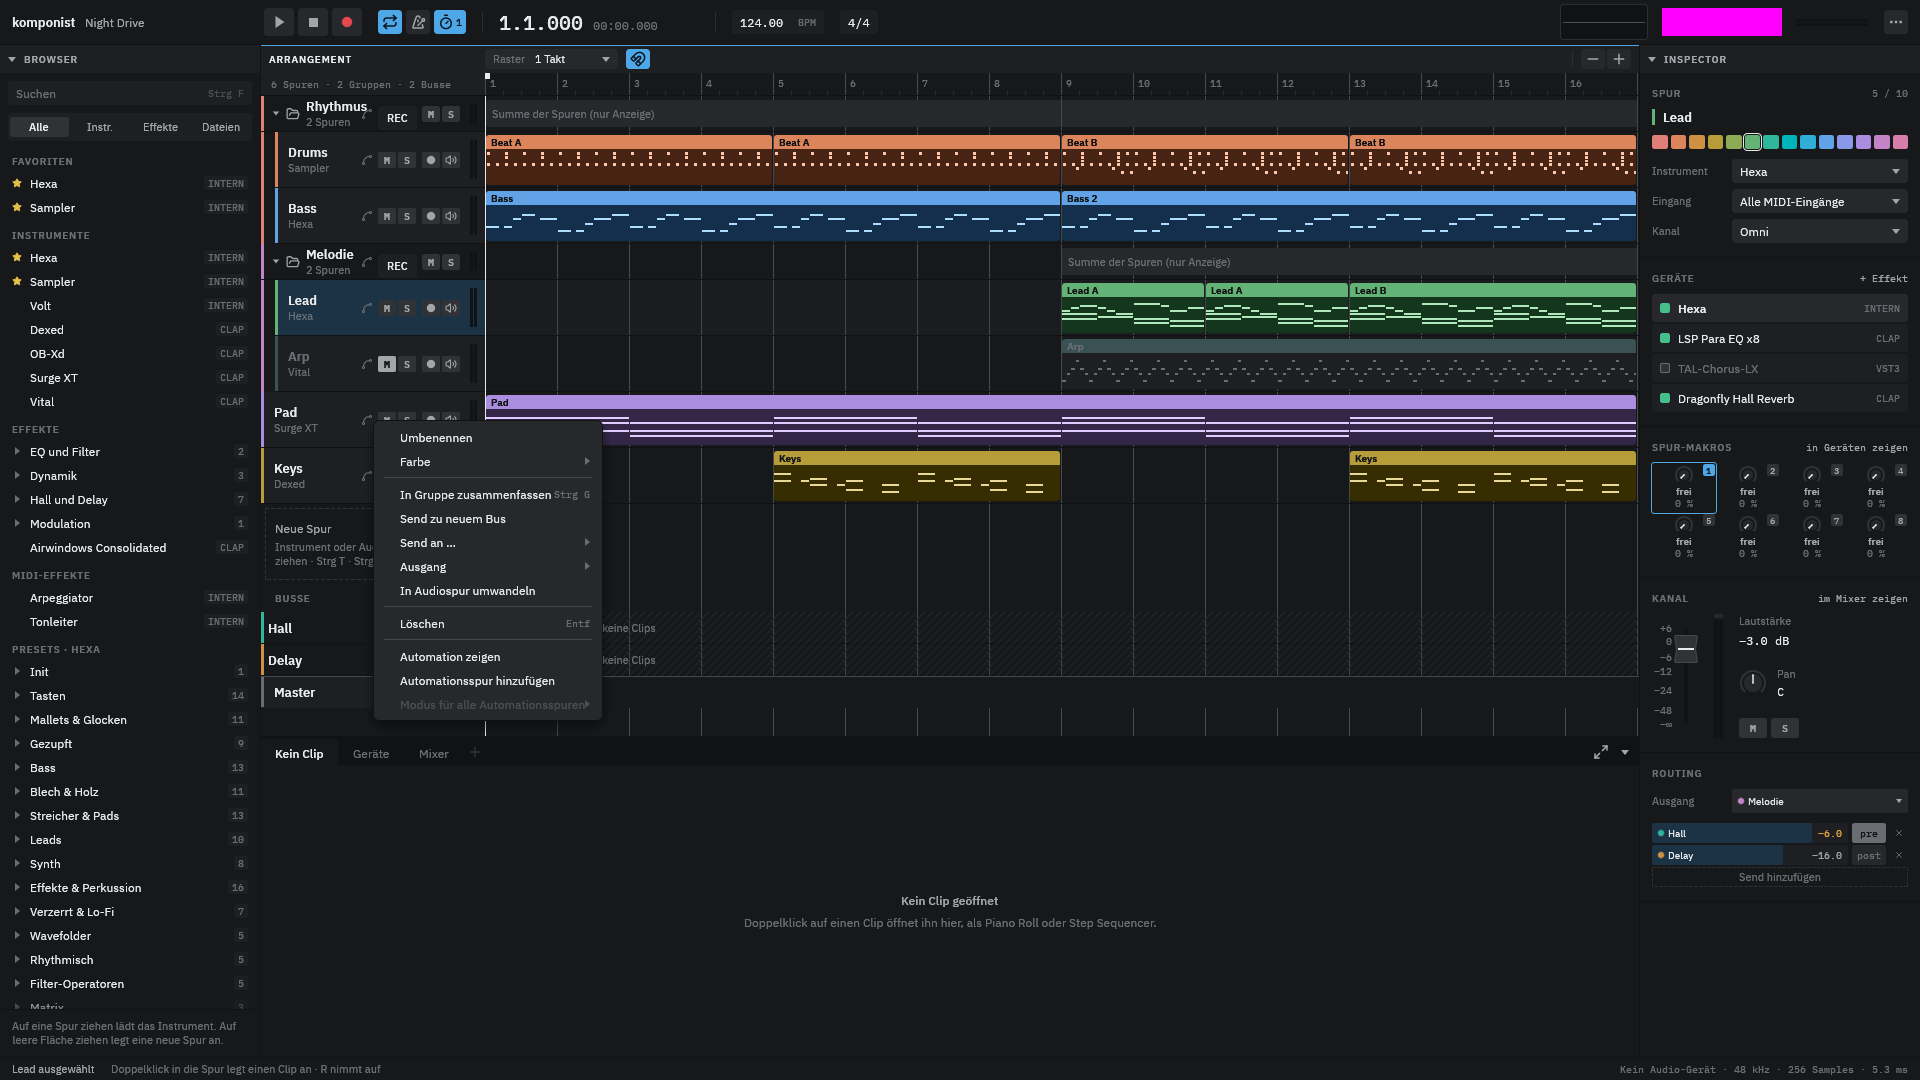 komponist Night Drive
1 1.1.000 00:00.000 124.00 BPM 4/4
BROWSER
Suchen Strg F
Alle Instr. Effekte Dateien
FAVORITEN
Hexa INTERN
Sampler INTERN
INSTRUMENTE
Hexa INTERN
Sampler INTERN
Volt INTERN
Dexed CLAP
OB-Xd CLAP
Surge XT CLAP
Vital CLAP
EFFEKTE
EQ und Filter 2
Dynamik 3
Hall und Delay 7
Modulation 1
Airwindows Consolidated CLAP
MIDI-EFFEKTE
Arpeggiator INTERN
Tonleiter INTERN
PRESETS · HEXA
Init 1
Tasten 14
Mallets & Glocken 11
Gezupft 9
Bass 13
Blech & Holz 11
Streicher & Pads 13
Leads 10
Synth 8
Effekte & Perkussion 16
Verzerrt & Lo-Fi 7
Wavefolder 5
Rhythmisch 5
Filter-Operatoren 5
Matrix 3
Auf eine Spur ziehen lädt das Instrument. Auf
leere Fläche ziehen legt eine neue Spur an.
ARRANGEMENT Raster 1 Takt
6 Spuren · 2 Gruppen · 2 Busse
1 2 3 4 5 6 7 8 9 10 11 12 13 14 15 16
Rhythmus 2 Spuren REC M S
Summe der Spuren (nur Anzeige)
Drums Sampler M S
Beat A Beat A Beat B Beat B
Bass Hexa M S
Bass Bass 2
Melodie 2 Spuren REC M S
Summe der Spuren (nur Anzeige)
Lead Hexa M S
Lead A Lead A Lead B
Arp Vital M S
Arp
Pad Surge XT
Pad
Keys Dexed
Keys Keys
Neue Spur
Instrument oder Au
ziehen · Strg T · Strg
BUSSE
Hall keine Clips
Delay keine Clips
Master
Umbenennen
Farbe
In Gruppe zusammenfassen Strg G
Send zu neuem Bus
Send an ...
Ausgang
In Audiospur umwandeln
Löschen Entf
Automation zeigen
Automationsspur hinzufügen
Modus für alle Automationsspuren
Kein Clip Geräte Mixer
Kein Clip geöffnet
Doppelklick auf einen Clip öffnet ihn hier, als Piano Roll oder Step Sequencer.
INSPECTOR
SPUR 5 / 10
Lead
Instrument Hexa
Eingang Alle MIDI-Eingänge
Kanal Omni
GERÄTE + Effekt
Hexa INTERN
LSP Para EQ x8 CLAP
TAL-Chorus-LX VST3
Dragonfly Hall Reverb CLAP
SPUR-MAKROS in Geräten zeigen
1 2 3 4
frei frei frei frei
0 % 0 % 0 % 0 %
5 6 7 8
frei frei frei frei
0 % 0 % 0 % 0 %
KANAL im Mixer zeigen
+6
0
−6
−12
−24
−48
−∞
Lautstärke
−3.0 dB
Pan
C
M S
ROUTING
Ausgang Melodie
Hall −6.0 pre ×
Delay −16.0 post ×
Send hinzufügen
Lead ausgewählt Doppelklick in die Spur legt einen Clip an · R nimmt auf
Kein Audio-Gerät · 48 kHz · 256 Samples · 5.3 ms